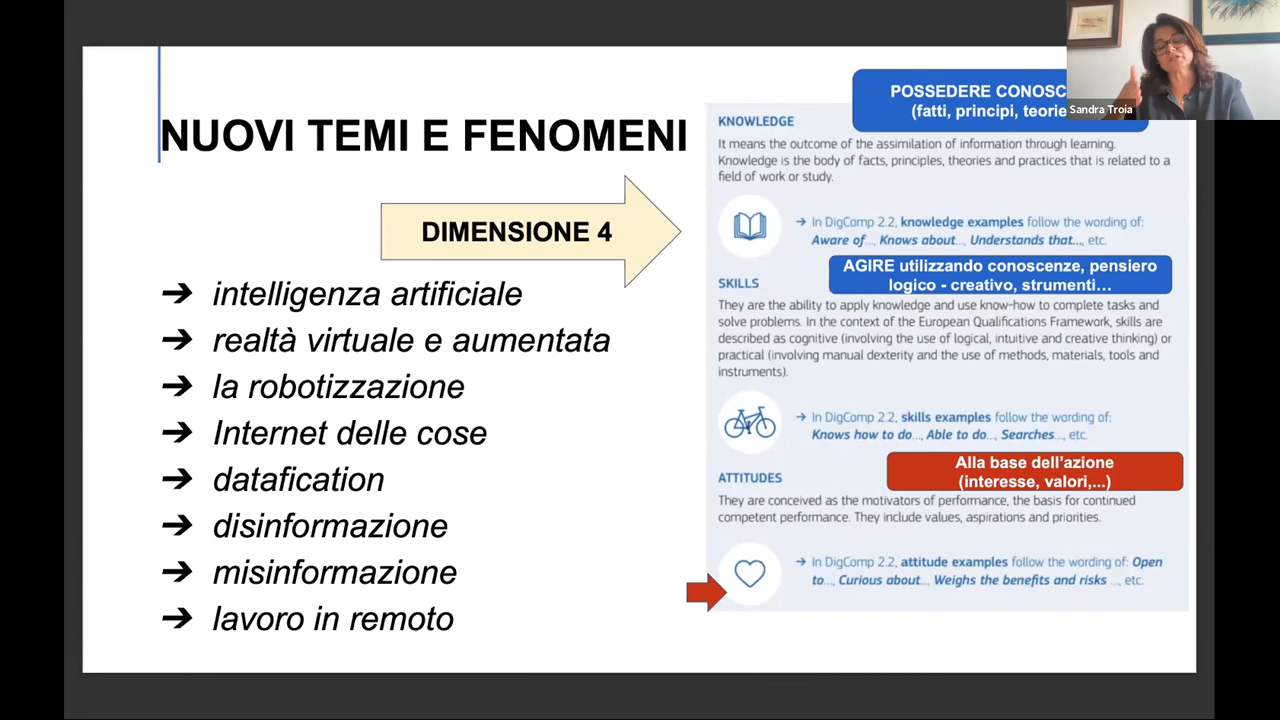 NUOVI TEMI E FENOMENI
DIMENSIONE 4
➔ intelligenza artificiale
➔ realtà virtuale e aumentata
➔ la robotizzazione
➔ Internet delle cose
➔ datafication
➔ disinformazione
➔ misinformazione
➔ lavoro in remoto
POSSEDERE
(fatti, principi, teorie
Sandra Troia
KNOWLEDGE
It means the outcome of the assimilation of information through learning.
Knowledge is the body of facts, principles, theories and practices that is related to a
field of work or study.
→ In DigComp 2.2, knowledge examples follow the wording of:
Aware of..., Knows about..., Understands that..., etc.
AGIRE utilizzando conoscenze, pensiero
logico - creativo, strumenti...
SKILLS
They are the ability to apply knowledge and use know-how to complete tasks and
solve problems. In the context of the European Qualifications Framework, skills are
described as cognitive (involving the use of logical, intuitive and creative thinking) or
practical (involving manual dexterity and the use of methods, materials, tools and
instruments).
→ In DigComp 2.2, skills examples follow the wording of:
Knows how to do..., Able to do..., Searches..., etc.
Alla base dell'azione
(interesse, valori,...)
ATTITUDES
They are conceived as the motivators of performance, the basis for continued
competent performance. They include values, aspirations and priorities.
→ In DigComp 2.2, attitude examples follow the wording of: Open
to..., Curious about..., Weighs the benefits and risks ..., etc.